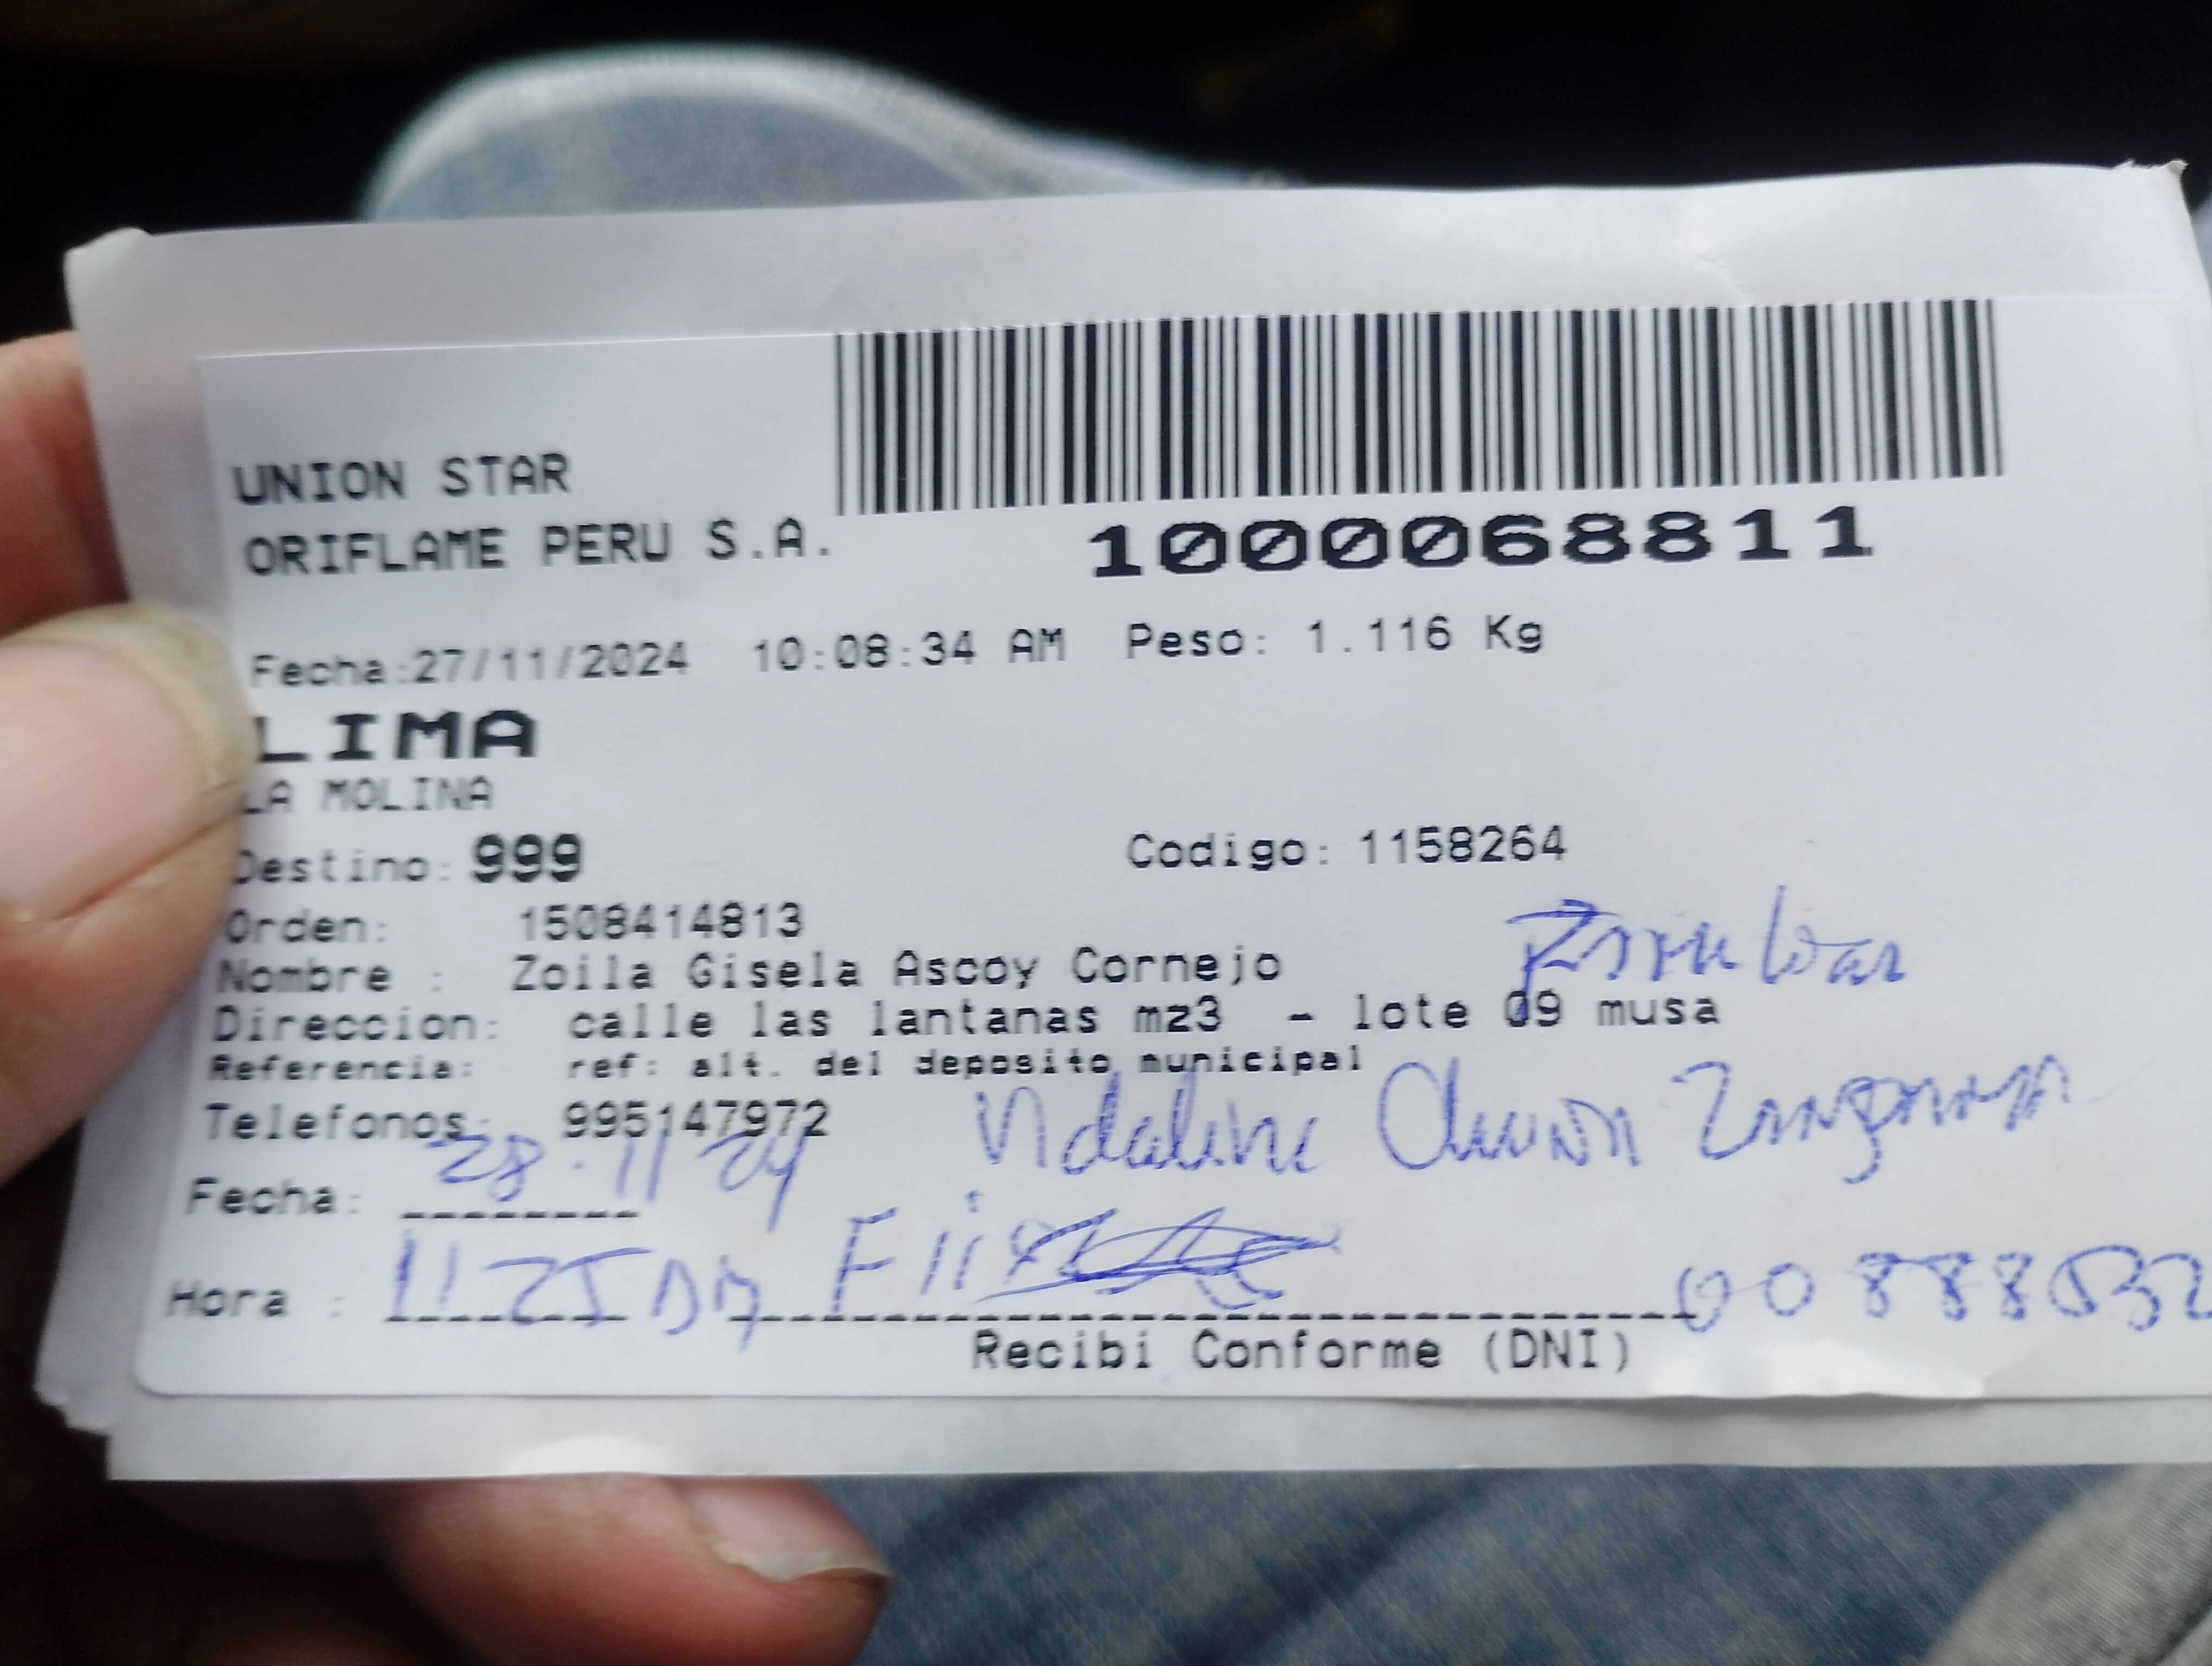 UNION STAR
ORIFLAME PERU S.A.
1000068811
Fecha:27/11/2024 10:08:34 AM Peso: 1.116 Kg
LIMA
LA MOLINA
Destino: 999 Codigo: 1158264
Orden: 1508414813
Nombre : Zoila Gisela Ascoy Cornejo
Direccion: calle las lantanas mz3 - lote 09 musa
Referencia: ref: alt. del deposito municipal
Telefonos: 995147972
Fecha: 28.11 24
Hora : 11 25
Recibi Conforme (DNI)